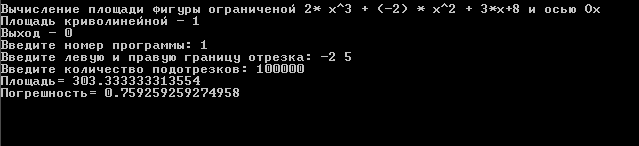 Вычисление площади фигуры ограниченой 2* x^3 + (-2) * x^2 + 3*x+8 и осью Ox
Площадь криволинейной - 1
Выход - 0
Введите номер программы: 1
Введите левую и правую границу отрезка: -2 5
Введите количество подотрезков: 100000
Площадь= 303.333333313554
Погрешность= 0.759259259274958